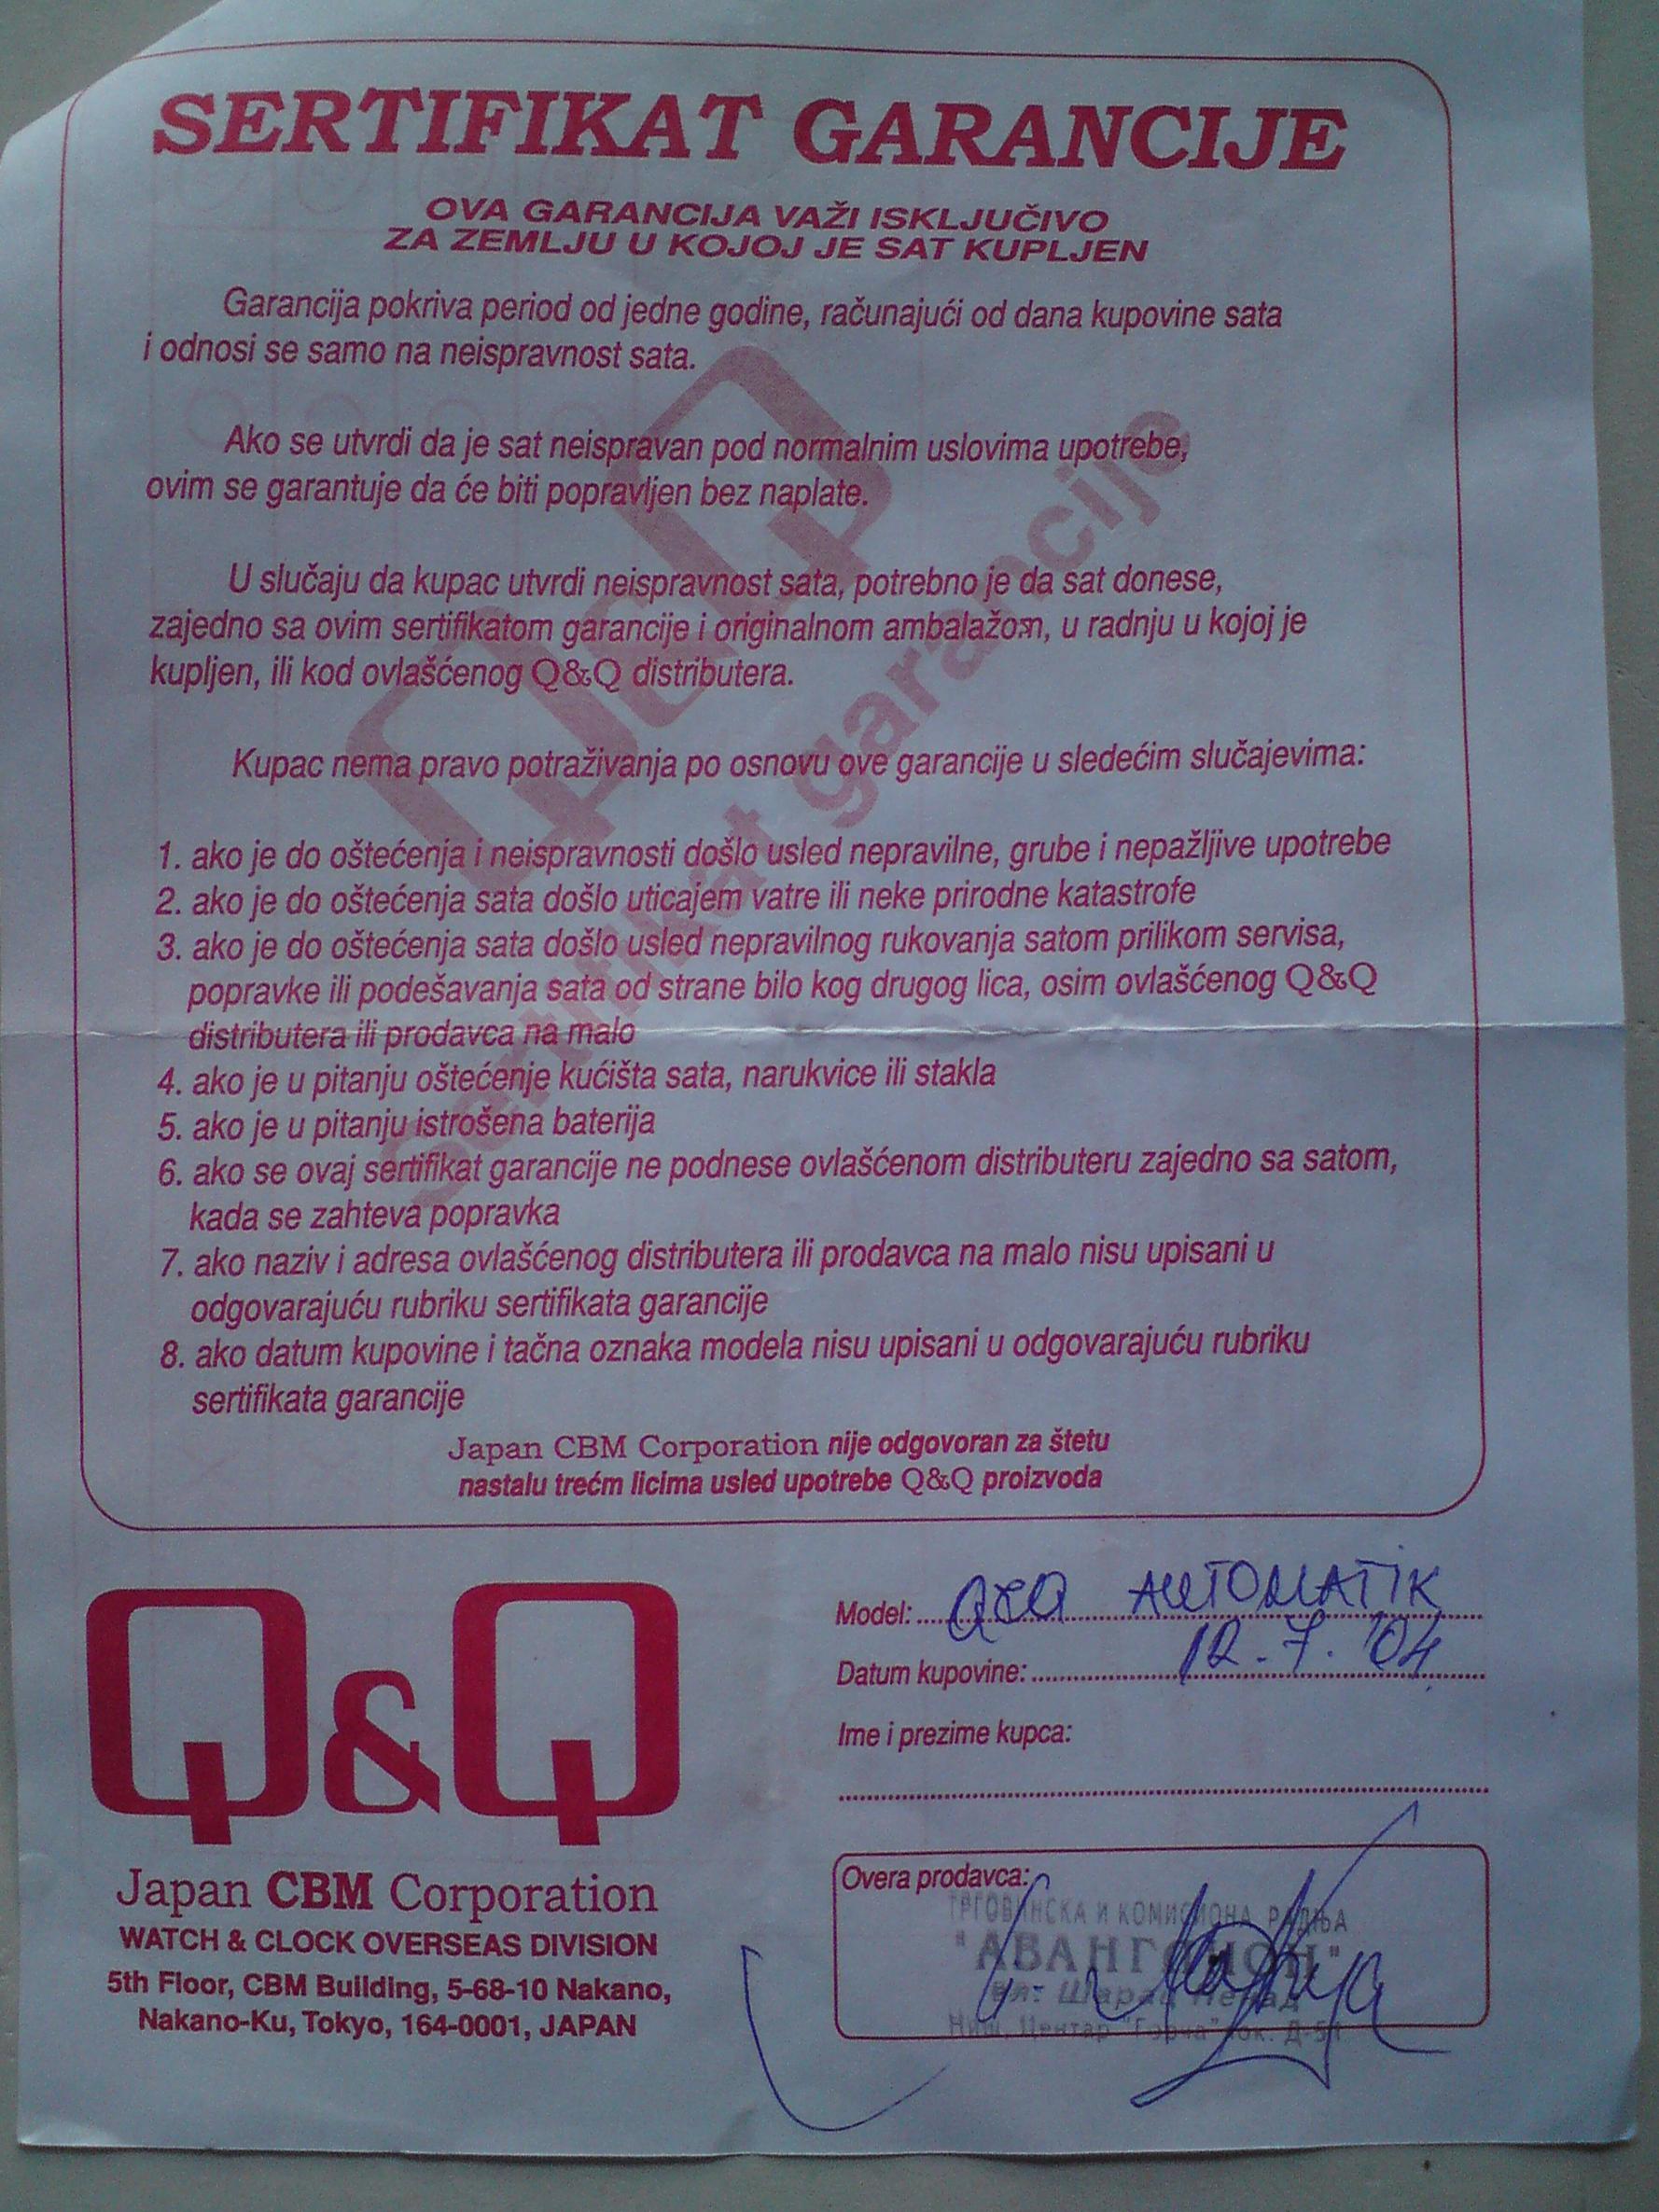 SERTIFIKAT GARANCIJE
OVA GARANCIJA VAŽI ISKLJUČIVO
ZA ZEMLJU U KOJOJ JE SAT KUPLJEN
Garancija pokriva period od jedne godine, računajući od dana kupovine sata
i odnosi se samo na neispravnost sata.
Ako se utvrdi da je sat neispravan pod normalnim uslovima upotrebe,
ovim se garantuje da će biti popravljen bez naplate.
U slučaju da kupac utvrdi neispravnost sata, potrebno je da sat donese,
zajedno sa ovim sertifikatom garancije i originalnom ambalažom, u radnju u kojoj je
kupljen, ili kod ovlašćenog Q&Q distributera.
Kupac nema pravo potraživanja po osnovu ove garancije u sledećim slučajevima:
1. ako je do oštećenja i neispravnosti došlo usled nepravilne, grube i nepažljive upotrebe
2. ako je do oštećenja sata došlo uticajem vatre ili neke prirodne katastrofe
3. ako je do oštećenja sata došlo usled nepravilnog rukovanja satom prilikom servisa,
popravke ili podešavanja sata od strane bilo kog drugog lica, osim ovlašćenog Q&Q
distributera ili prodavca na malo
4. ako je u pitanju oštećenje kućišta sata, narukvice ili stakla
5. ako je u pitanju istrošena baterija
6. ako se ovaj sertifikat garancije ne podnese ovlašćenom distributeru zajedno sa satom,
kada se zahteva popravka
7. ako naziv i adresa ovlašćenog distributera ili prodavca na malo nisu upisani u
odgovarajuću rubriku sertifikata garancije
8. ako datum kupovine i tačna oznaka modela nisu upisani u odgovarajuću rubriku
sertifikata garancije
Japan CBM Corporation nije odgovoran za štetu
nastalu trećm licima usled upotrebe Q&Q proizvoda
Q&Q
Sertifikat garancije
Q&Q
Japan CBM Corporation
WATCH & CLOCK OVERSEAS DIVISION
5th Floor, CBM Building, 5-68-10 Nakano,
Nakano-Ku, Tokyo, 164-0001, JAPAN
Model: Q&Q AUTOMATIK
Datum kupovine: 12.7.'04
Ime i prezime kupca:
Overa prodavca:
ТРГОВИНСКА И КОМИСИОНА РАДЊА
вл. Шарац Ненад
Ниш, Центар "Горча" лок. Д-51